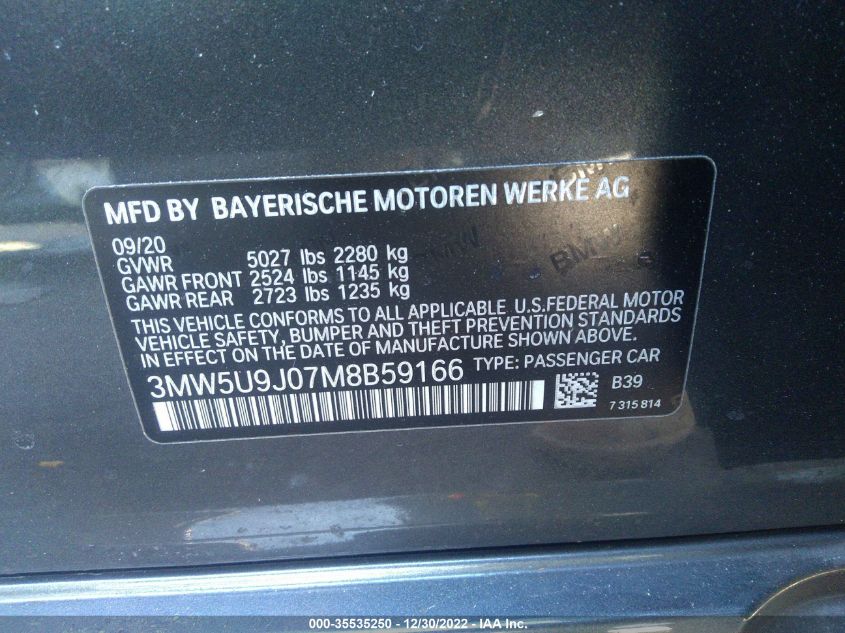 MFD BY BAYERISCHE MOTOREN WERKE AG
09/20
GVWR 5027 lbs 2280 kg
GAWR FRONT 2524 lbs 1145 kg
GAWR REAR 2723 lbs 1235 kg
THIS VEHICLE CONFORMS TO ALL APPLICABLE U.S.FEDERAL MOTOR
VEHICLE SAFETY, BUMPER AND THEFT PREVENTION STANDARDS
IN EFFECT ON THE DATE OF MANUFACTURE SHOWN ABOVE.
3MW5U9J07M8B59166 TYPE: PASSENGER CAR
B39
7 315 814
BMW
BMW
000-35535250 - 12/30/2022 - IAA Inc.